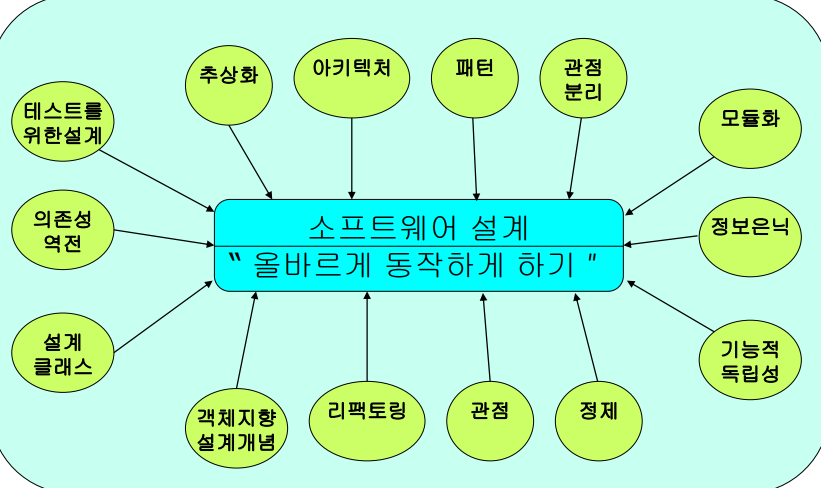 추상화
아키텍처
패턴
관점
분리
테스트를
위한설계
모듈화
의존성
역전
소프트웨어 설계
“ 올바르게 동작하게 하기 ”
정보은닉
설계
클래스
기능적
독립성
객체지향
설계개념
리팩토링
관점
정제